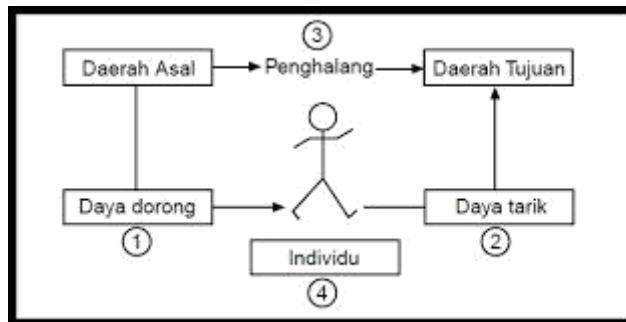 ③
Daerah Asal
Penghalang
Daerah Tujuan
Daya dorong
Daya tarik
①
②
Individu
④